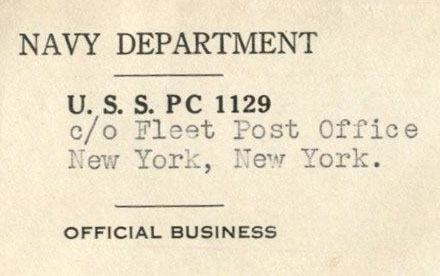 NAVY DEPARTMENT
U. S. S. PC 1129
c/o Fleet Post Office
New York, New York.
OFFICIAL BUSINESS